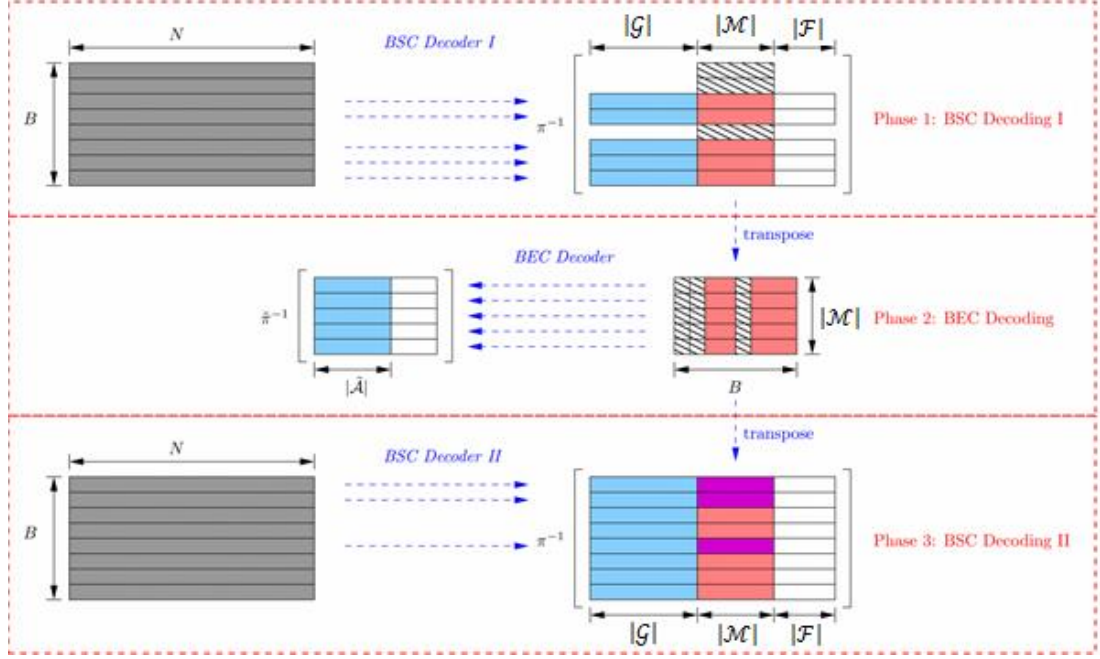 N
BSC Decoder I
|𝒢|
|ℳ|
|ℱ|
B
π⁻¹
Phase 1: BSC Decoding I
transpose
BEC Decoder
π̃⁻¹
|ℳ|
Phase 2: BEC Decoding
|Ã|
B
transpose
N
BSC Decoder II
B
π⁻¹
Phase 3: BSC Decoding II
|𝒢|
|ℳ|
|ℱ|